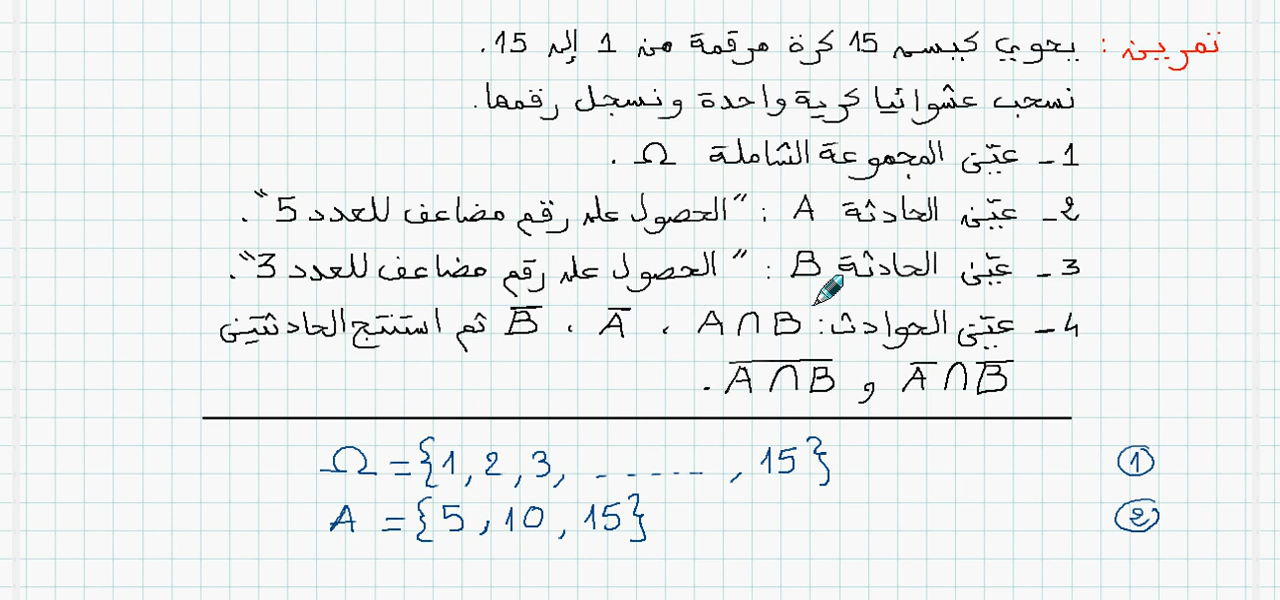 تمرين: يحوي كيس 15 كرة مرقمة من 1 إلى 15.
نسحب عشوائيا كرية واحدة ونسجل رقمها.
1- عيّن المجموعة الشاملة Ω.
2- عيّن الحادثة A : "الحصول على رقم مضاعف للعدد 5".
3- عيّن الحادثة B : "الحصول على رقم مضاعف للعدد 3".
4- عيّن الحوادث: A∩B ، A̅ ، B̅ ثم استنتج الحادثتين
A̅∩B̅ و \overline{A∩B} .
① Ω = {1, 2, 3, ......, 15}
② A = {5, 10, 15}